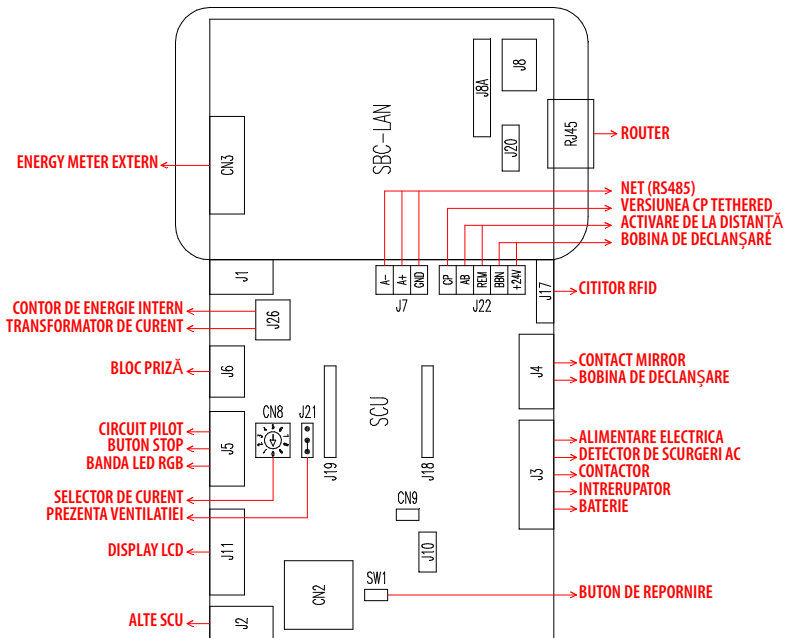 J8
J8A
J20
RJ45
ROUTER
SBC-LAN
CN3
ENERGY METER EXTERN
NET (RS485)
VERSIUNEA CP TETHERED
ACTIVARE DE LA DISTANȚĂ
BOBINA DE DECLANȘARE
A-
A+
GND
CP
AB
REM
BBN
+24V
J1
J7
J22
J17
CITITOR RFID
CONTOR DE ENERGIE INTERN
TRANSFORMATOR DE CURENT
J26
BLOC PRIZĂ
J6
J4
CONTACT MIRROR
BOBINA DE DECLANȘARE
CN8
J21
SCU
CIRCUIT PILOT
BUTON STOP
BANDA LED RGB
J5
J19
J18
J3
ALIMENTARE ELECTRICA
DETECTOR DE SCURGERI AC
CONTACTOR
INTRERUPATOR
BATERIE
SELECTOR DE CURENT
PREZENTA VENTILATIEI
CN9
DISPLAY LCD
J11
J10
CN2
SW1
BUTON DE REPORNIRE
ALTE SCU
J2